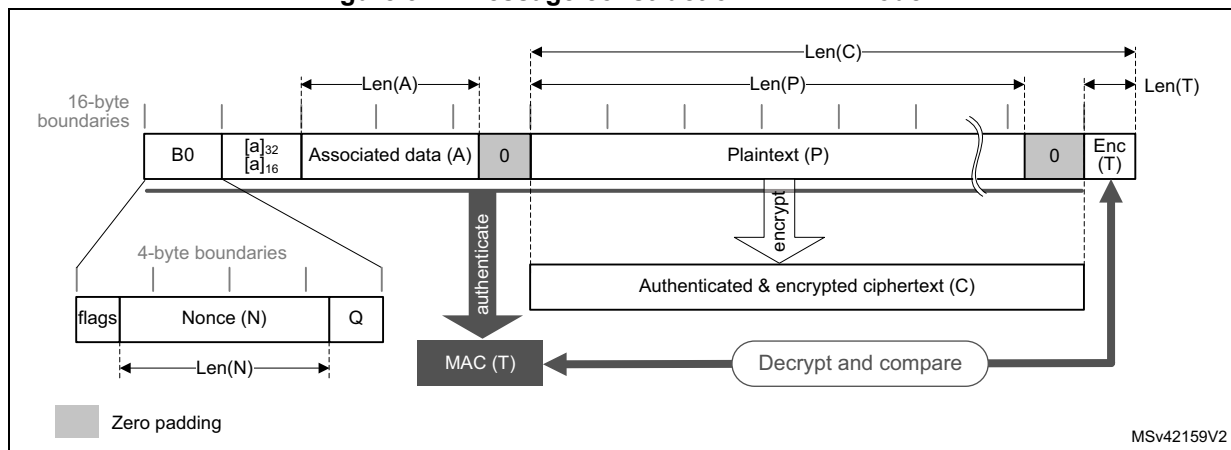 Len(C)
Len(A)
Len(P)
Len(T)
16-byte
boundaries
B0
[a]32
[a]16
Associated data (A)
0
Plaintext (P)
0
Enc
(T)
authenticate
encrypt
4-byte boundaries
Authenticated & encrypted ciphertext (C)
flags
Nonce (N)
Q
Len(N)
MAC (T)
Decrypt and compare
Zero padding
MSv42159V2